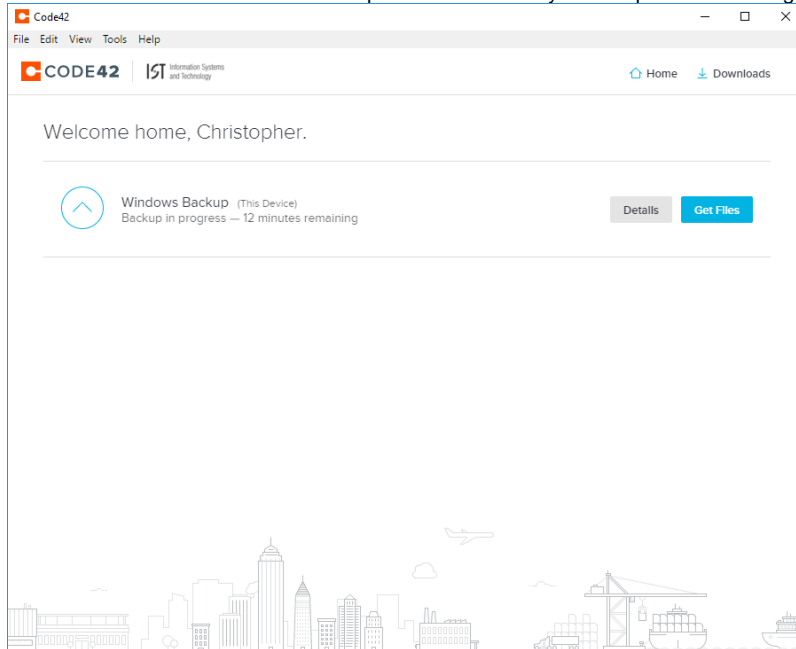 Code42
File Edit View Tools Help
CODE42 IST Information Systems and Technology
Home Downloads
Welcome home, Christopher.
Windows Backup (This Device)
Backup in progress — 12 minutes remaining
Details Get Files